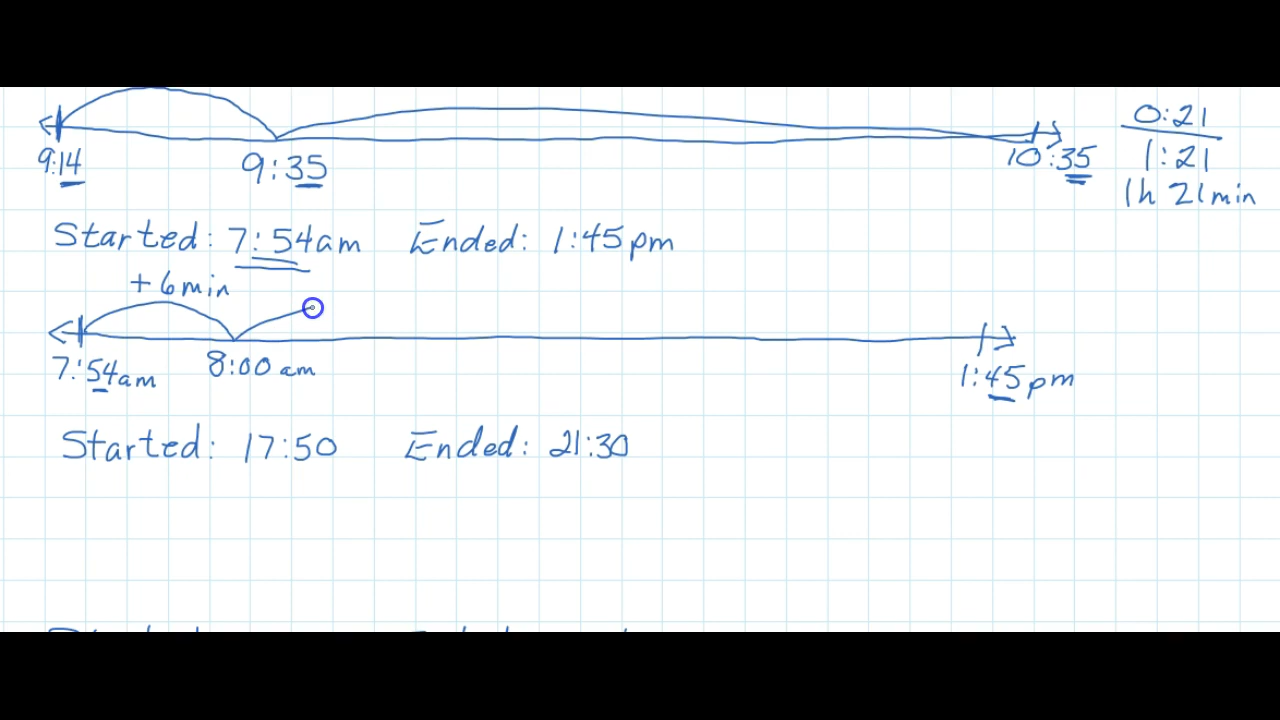 0:21
9:14 9:35 10:35 1:21
1h 21min
Started: 7:54am Ended: 1:45pm
+ 6min
7:54am 8:00 am 1:45pm
Started: 17:50 Ended: 21:30